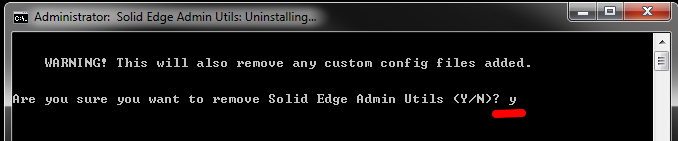 Administrator:  Solid Edge Admin Utils: Uninstalling...
WARNING! This will also remove any custom config files added.
Are you sure you want to remove Solid Edge Admin Utils (Y/N)? y